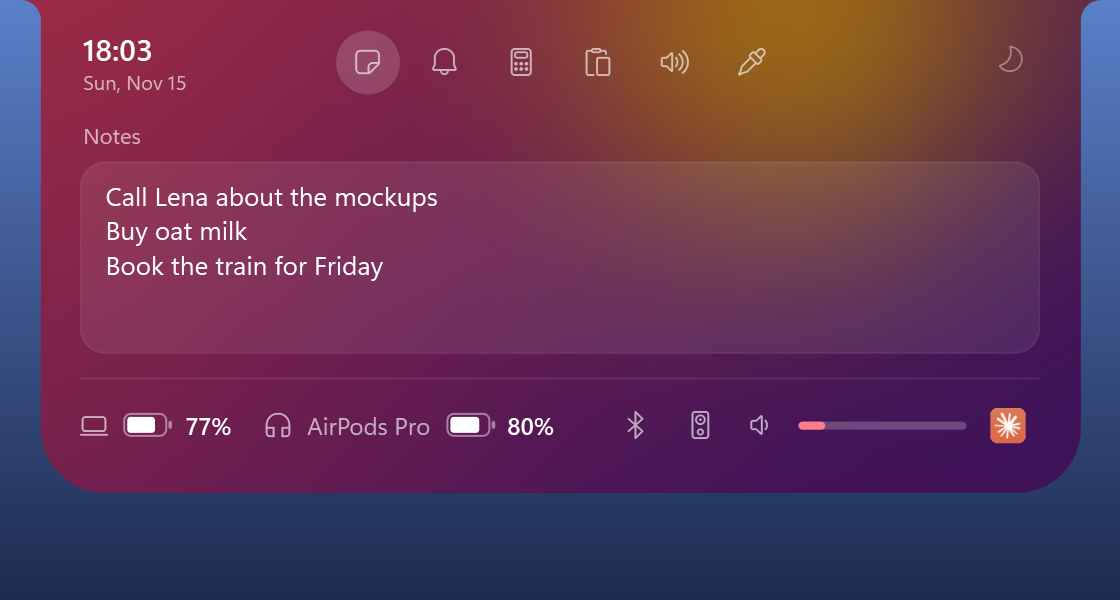 18:03
Sun, Nov 15
Notes
Call Lena about the mockups
Buy oat milk
Book the train for Friday
77%
AirPods Pro
80%